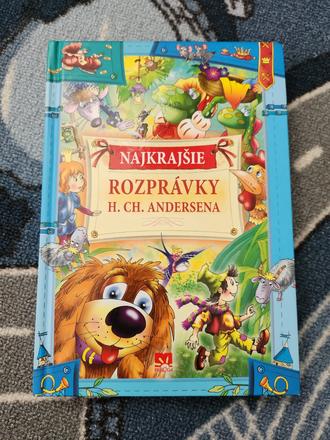 NAJKRAJŠIE
ROZPRÁVKY
H. CH. ANDERSENA